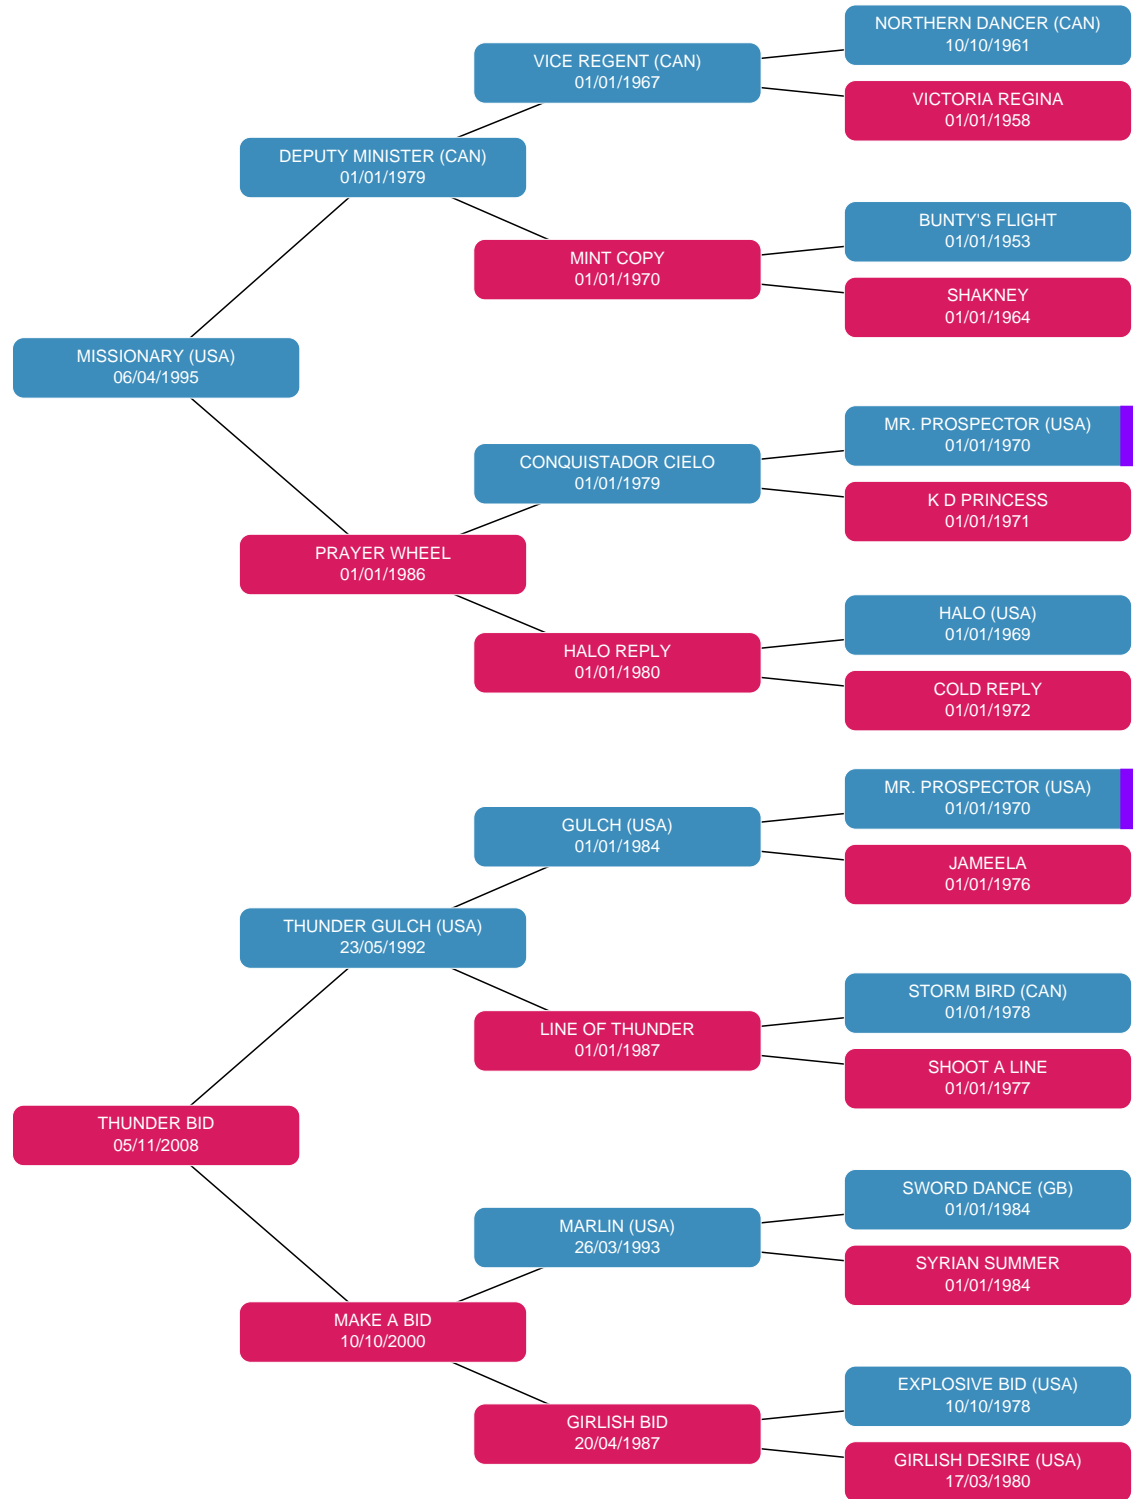 NORTHERN DANCER (CAN)
10/10/1961
VICE REGENT (CAN)
01/01/1967
VICTORIA REGINA
01/01/1958
DEPUTY MINISTER (CAN)
01/01/1979
BUNTY'S FLIGHT
01/01/1953
MINT COPY
01/01/1970
SHAKNEY
01/01/1964
MISSIONARY (USA)
06/04/1995
MR. PROSPECTOR (USA)
01/01/1970
CONQUISTADOR CIELO
01/01/1979
K D PRINCESS
01/01/1971
PRAYER WHEEL
01/01/1986
HALO (USA)
01/01/1969
HALO REPLY
01/01/1980
COLD REPLY
01/01/1972
MR. PROSPECTOR (USA)
01/01/1970
GULCH (USA)
01/01/1984
JAMEELA
01/01/1976
THUNDER GULCH (USA)
23/05/1992
STORM BIRD (CAN)
01/01/1978
LINE OF THUNDER
01/01/1987
SHOOT A LINE
01/01/1977
THUNDER BID
05/11/2008
SWORD DANCE (GB)
01/01/1984
MARLIN (USA)
26/03/1993
SYRIAN SUMMER
01/01/1984
MAKE A BID
10/10/2000
EXPLOSIVE BID (USA)
10/10/1978
GIRLISH BID
20/04/1987
GIRLISH DESIRE (USA)
17/03/1980